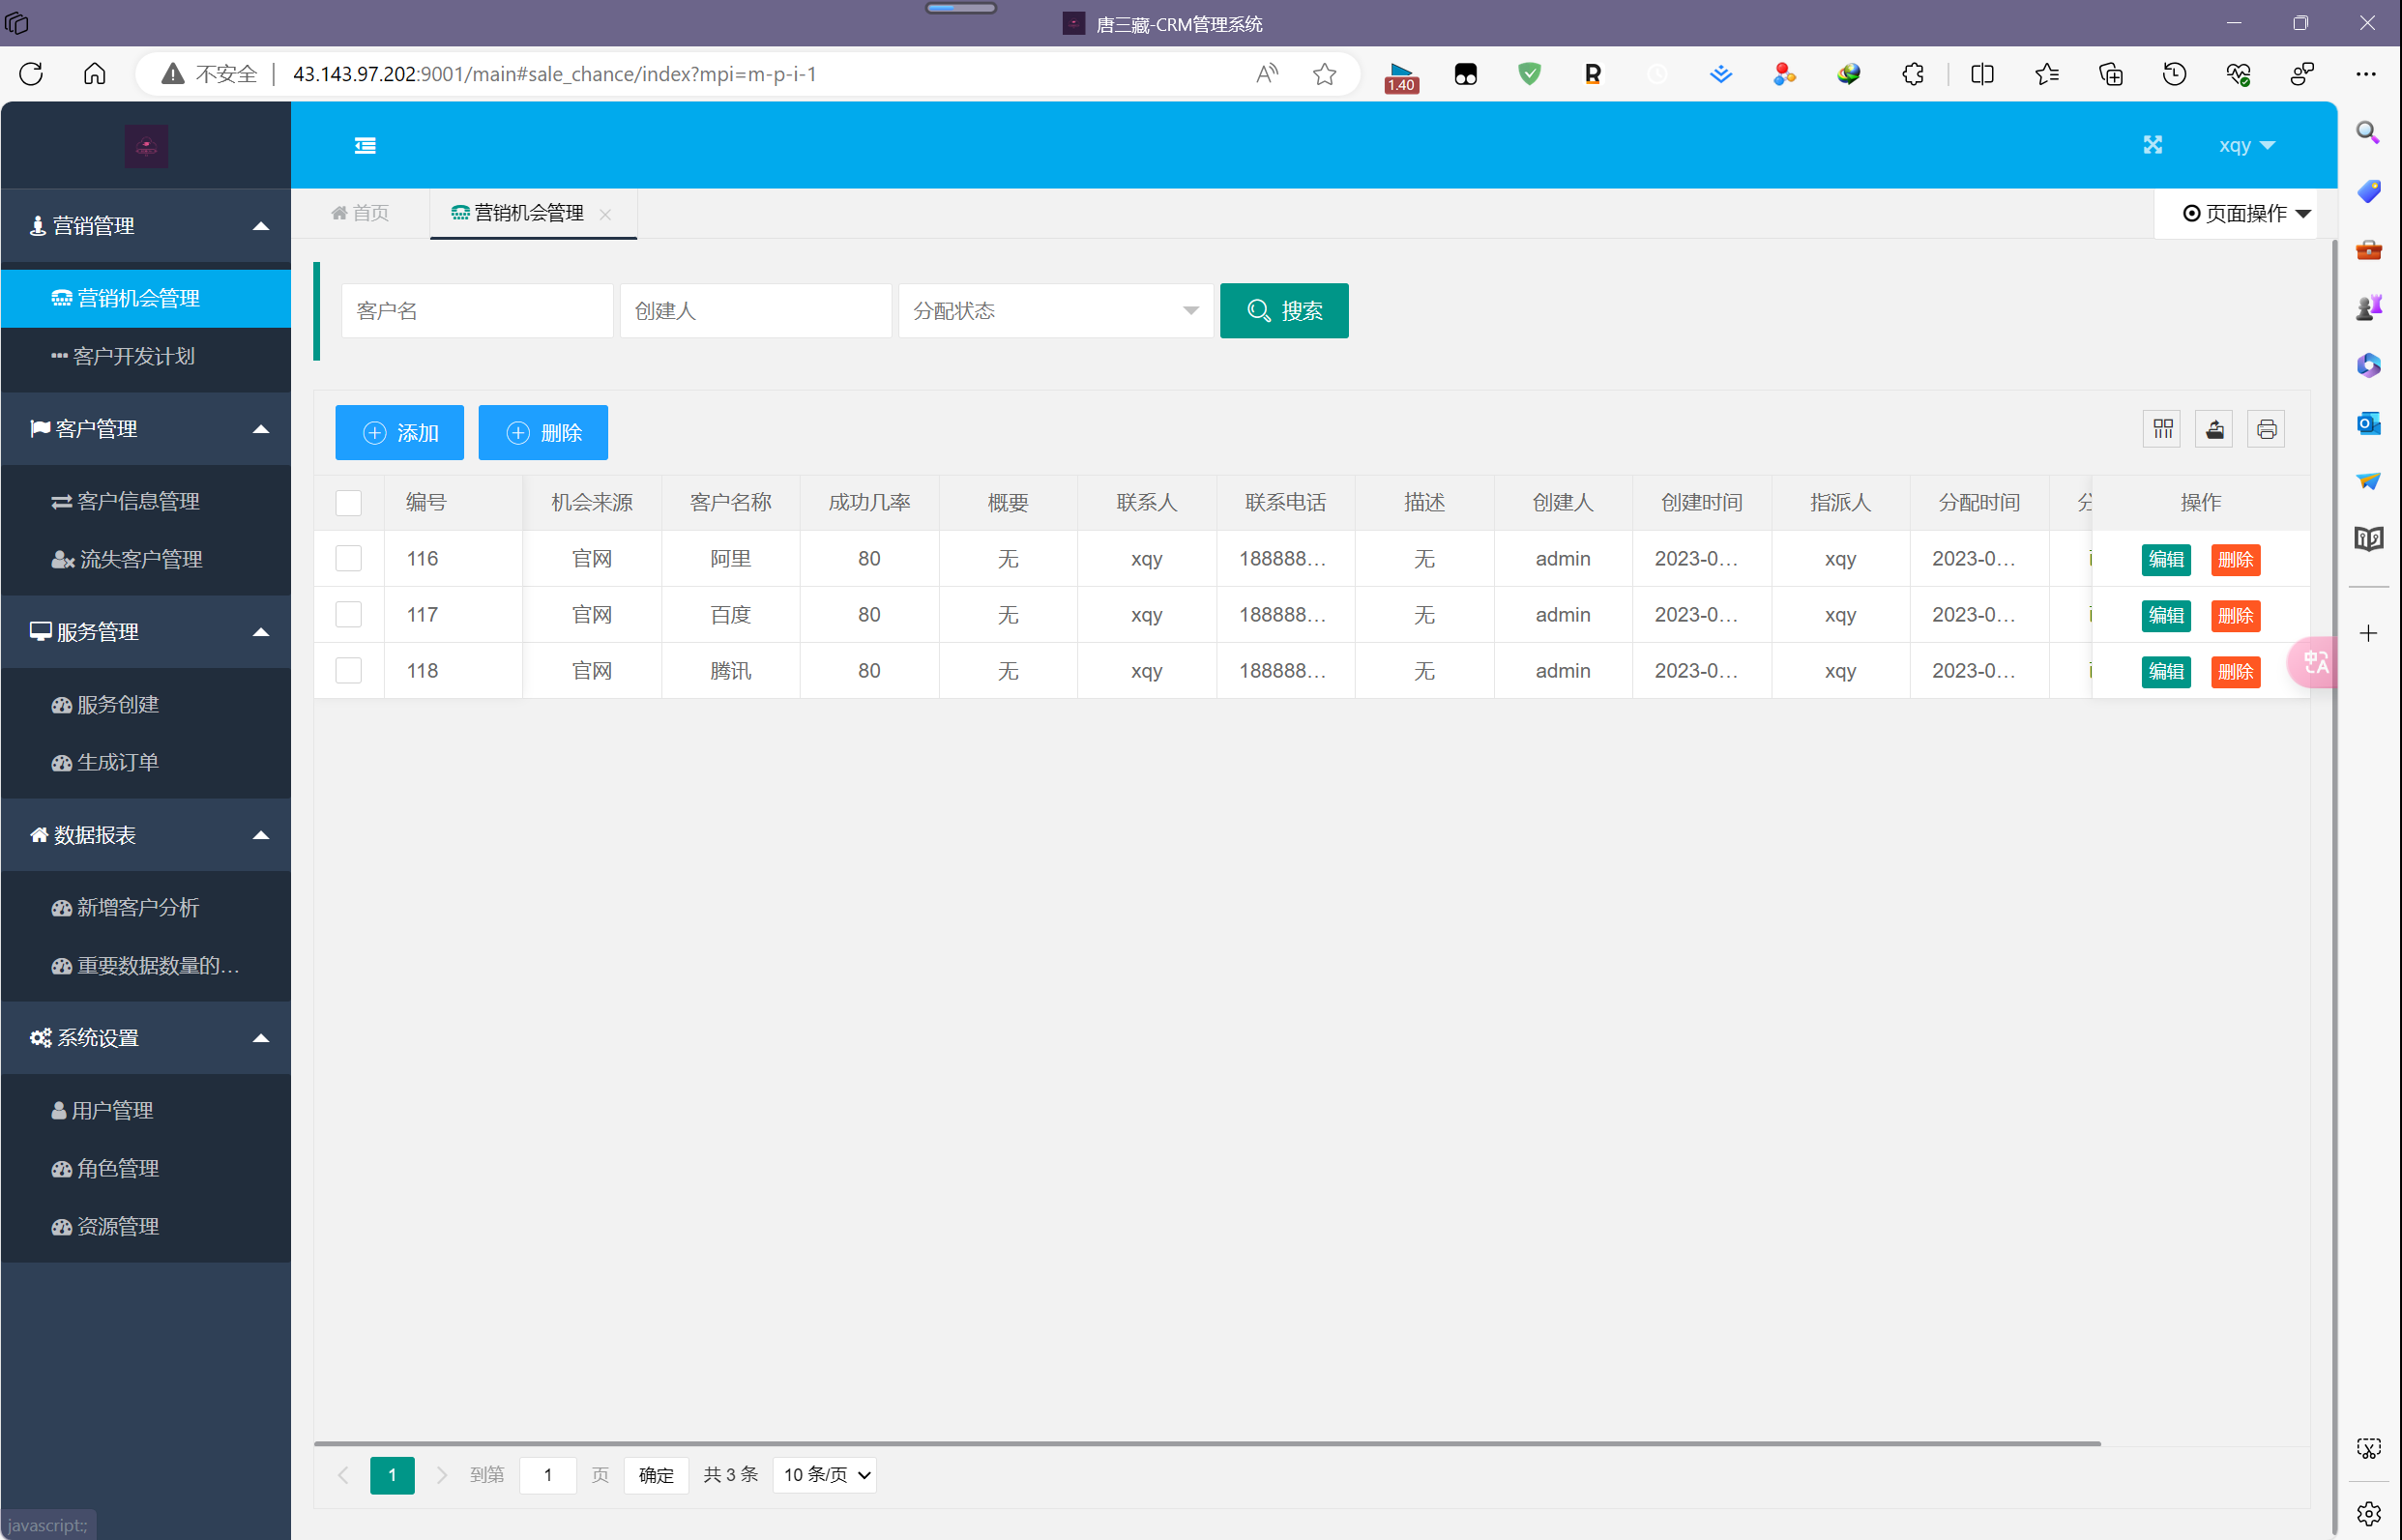 唐三藏-CRM管理系统
不安全 43.143.97.202:9001/main#sale_chance/index?mpi=m-p-i-1
1.40
xqy
首页 营销机会管理 页面操作
营销管理
营销机会管理
客户开发计划
客户管理
客户信息管理
流失客户管理
服务管理
服务创建
生成订单
数据报表
新增客户分析
重要数据数量的…
系统设置
用户管理
角色管理
资源管理
客户名 创建人 分配状态 搜索
添加 删除
编号 机会来源 客户名称 成功几率 概要 联系人 联系电话 描述 创建人 创建时间 指派人 分配时间 操作
116 官网 阿里 80 无 xqy 188888… 无 admin 2023-0… xqy 2023-0… 编辑 删除
117 官网 百度 80 无 xqy 188888… 无 admin 2023-0… xqy 2023-0… 编辑 删除
118 官网 腾讯 80 无 xqy 188888… 无 admin 2023-0… xqy 2023-0… 编辑 删除
1 到第 1 页 确定 共 3 条 10 条/页
javascript:;